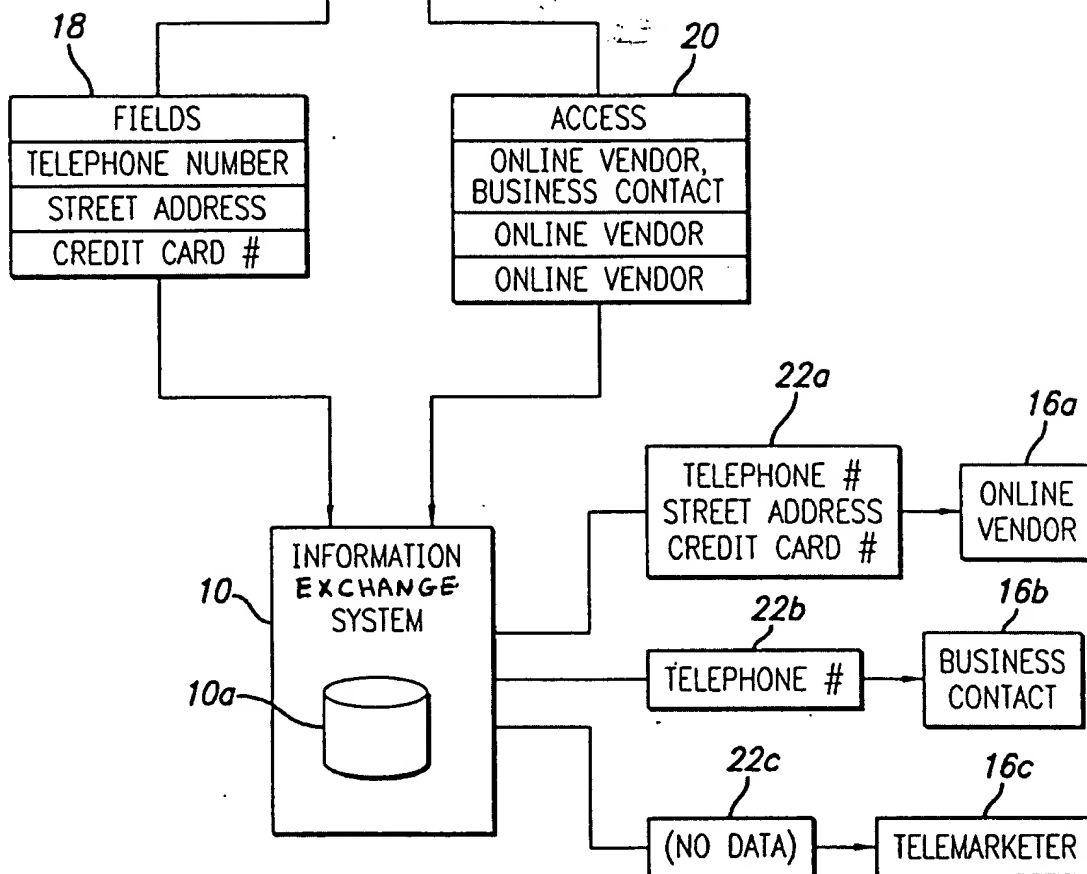 18
20
FIELDS
TELEPHONE NUMBER
STREET ADDRESS
CREDIT CARD #
ACCESS
ONLINE VENDOR,
BUSINESS CONTACT
ONLINE VENDOR
ONLINE VENDOR
22a
16a
TELEPHONE #
STREET ADDRESS
CREDIT CARD #
ONLINE
VENDOR
10
INFORMATION
EXCHANGE
SYSTEM
10a
22b
16b
TELEPHONE #
BUSINESS
CONTACT
22c
16c
(NO DATA)
TELEMARKETER